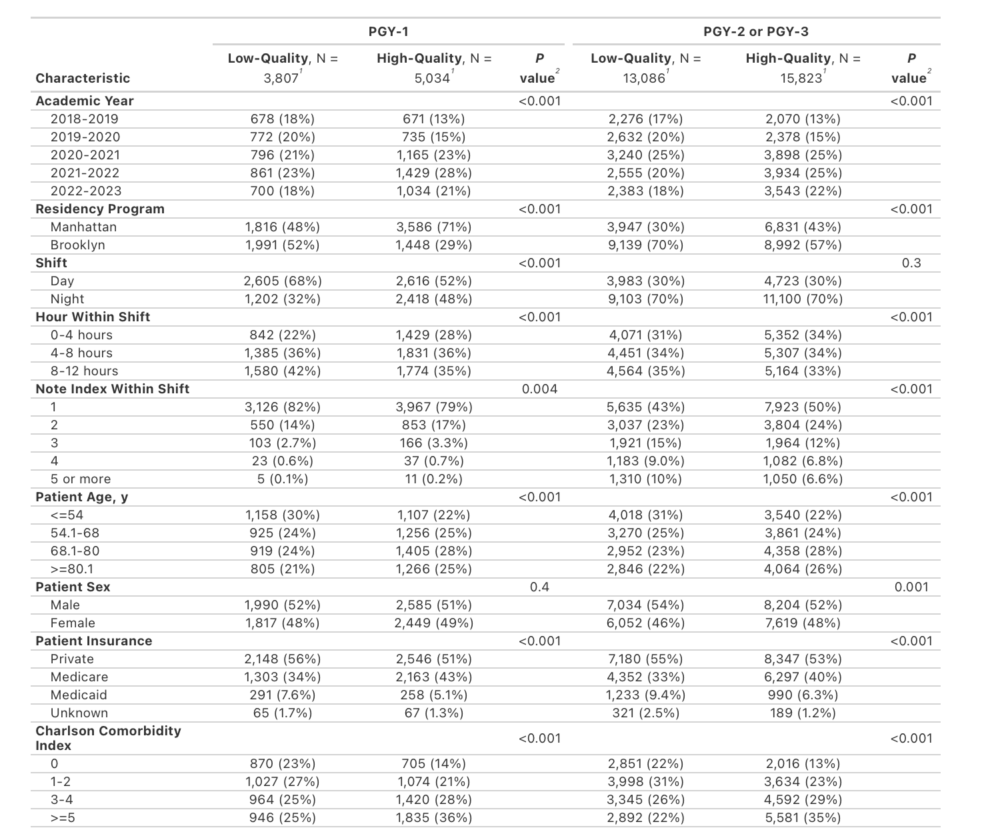 PGY-1 PGY-2 or PGY-3
Low-Quality, N = High-Quality, N = P Low-Quality, N = High-Quality, N = P
Characteristic 3,807¹ 5,034¹ value² 13,086¹ 15,823¹ value²
Academic Year <0.001 <0.001
2018-2019 678 (18%) 671 (13%) 2,276 (17%) 2,070 (13%)
2019-2020 772 (20%) 735 (15%) 2,632 (20%) 2,378 (15%)
2020-2021 796 (21%) 1,165 (23%) 3,240 (25%) 3,898 (25%)
2021-2022 861 (23%) 1,429 (28%) 2,555 (20%) 3,934 (25%)
2022-2023 700 (18%) 1,034 (21%) 2,383 (18%) 3,543 (22%)
Residency Program <0.001 <0.001
Manhattan 1,816 (48%) 3,586 (71%) 3,947 (30%) 6,831 (43%)
Brooklyn 1,991 (52%) 1,448 (29%) 9,139 (70%) 8,992 (57%)
Shift <0.001 0.3
Day 2,605 (68%) 2,616 (52%) 3,983 (30%) 4,723 (30%)
Night 1,202 (32%) 2,418 (48%) 9,103 (70%) 11,100 (70%)
Hour Within Shift <0.001 <0.001
0-4 hours 842 (22%) 1,429 (28%) 4,071 (31%) 5,352 (34%)
4-8 hours 1,385 (36%) 1,831 (36%) 4,451 (34%) 5,307 (34%)
8-12 hours 1,580 (42%) 1,774 (35%) 4,564 (35%) 5,164 (33%)
Note Index Within Shift 0.004 <0.001
1 3,126 (82%) 3,967 (79%) 5,635 (43%) 7,923 (50%)
2 550 (14%) 853 (17%) 3,037 (23%) 3,804 (24%)
3 103 (2.7%) 166 (3.3%) 1,921 (15%) 1,964 (12%)
4 23 (0.6%) 37 (0.7%) 1,183 (9.0%) 1,082 (6.8%)
5 or more 5 (0.1%) 11 (0.2%) 1,310 (10%) 1,050 (6.6%)
Patient Age, y <0.001 <0.001
<=54 1,158 (30%) 1,107 (22%) 4,018 (31%) 3,540 (22%)
54.1-68 925 (24%) 1,256 (25%) 3,270 (25%) 3,861 (24%)
68.1-80 919 (24%) 1,405 (28%) 2,952 (23%) 4,358 (28%)
>=80.1 805 (21%) 1,266 (25%) 2,846 (22%) 4,064 (26%)
Patient Sex 0.4 0.001
Male 1,990 (52%) 2,585 (51%) 7,034 (54%) 8,204 (52%)
Female 1,817 (48%) 2,449 (49%) 6,052 (46%) 7,619 (48%)
Patient Insurance <0.001 <0.001
Private 2,148 (56%) 2,546 (51%) 7,180 (55%) 8,347 (53%)
Medicare 1,303 (34%) 2,163 (43%) 4,352 (33%) 6,297 (40%)
Medicaid 291 (7.6%) 258 (5.1%) 1,233 (9.4%) 990 (6.3%)
Unknown 65 (1.7%) 67 (1.3%) 321 (2.5%) 189 (1.2%)
Charlson Comorbidity
Index <0.001 <0.001
0 870 (23%) 705 (14%) 2,851 (22%) 2,016 (13%)
1-2 1,027 (27%) 1,074 (21%) 3,998 (31%) 3,634 (23%)
3-4 964 (25%) 1,420 (28%) 3,345 (26%) 4,592 (29%)
>=5 946 (25%) 1,835 (36%) 2,892 (22%) 5,581 (35%)